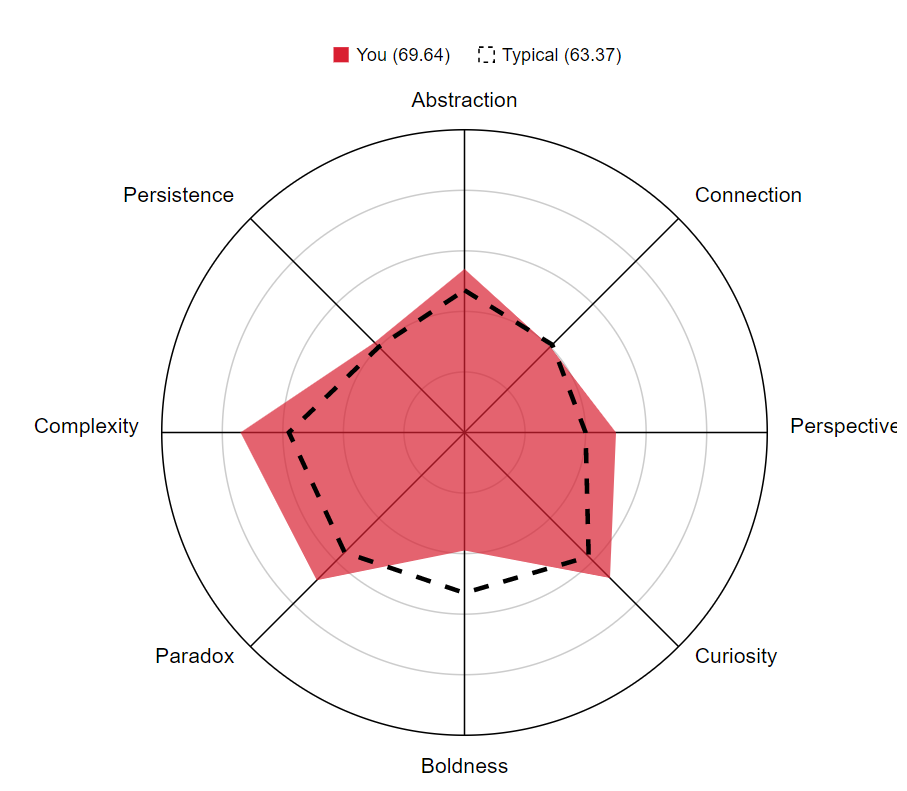 You (69.64) Typical (63.37)
Abstraction
Persistence
Connection
Complexity
Perspective
Paradox
Curiosity
Boldness